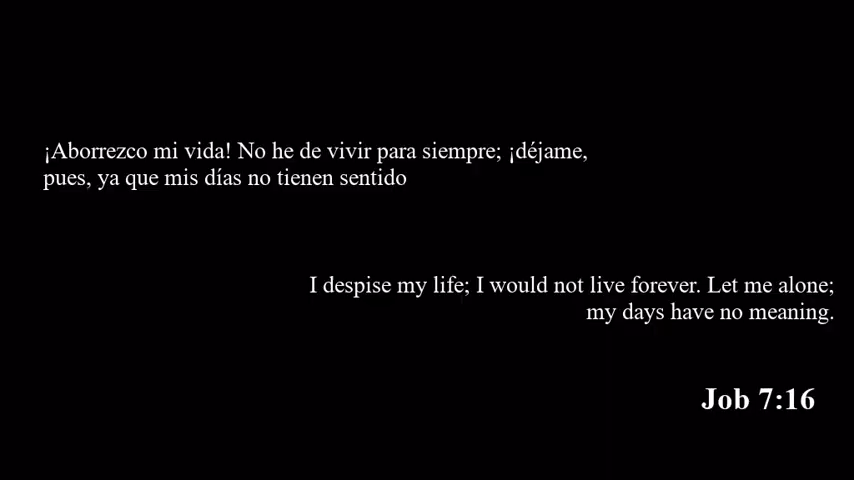 ¡Aborrezco mi vida! No he de vivir para siempre; ¡déjame,
pues, ya que mis días no tienen sentido
I despise my life; I would not live forever. Let me alone;
my days have no meaning.
Job 7:16